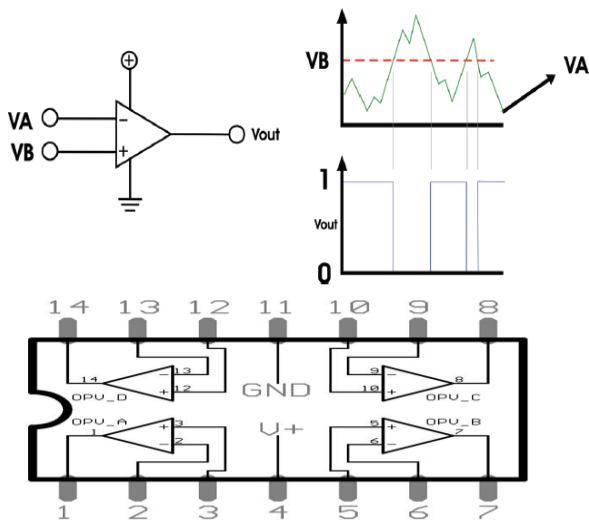 VA
VB
−
+
+
Vout
VB
VA
1
Vout
0
14 13 12 11 10 9 8
14
−
13
+
12
OPV_D
GND
−
9
+
10
8
OPV_C
OPV_A
1
+
3
−
2
V+
+
5
−
6
OPV_B
7
1 2 3 4 5 6 7